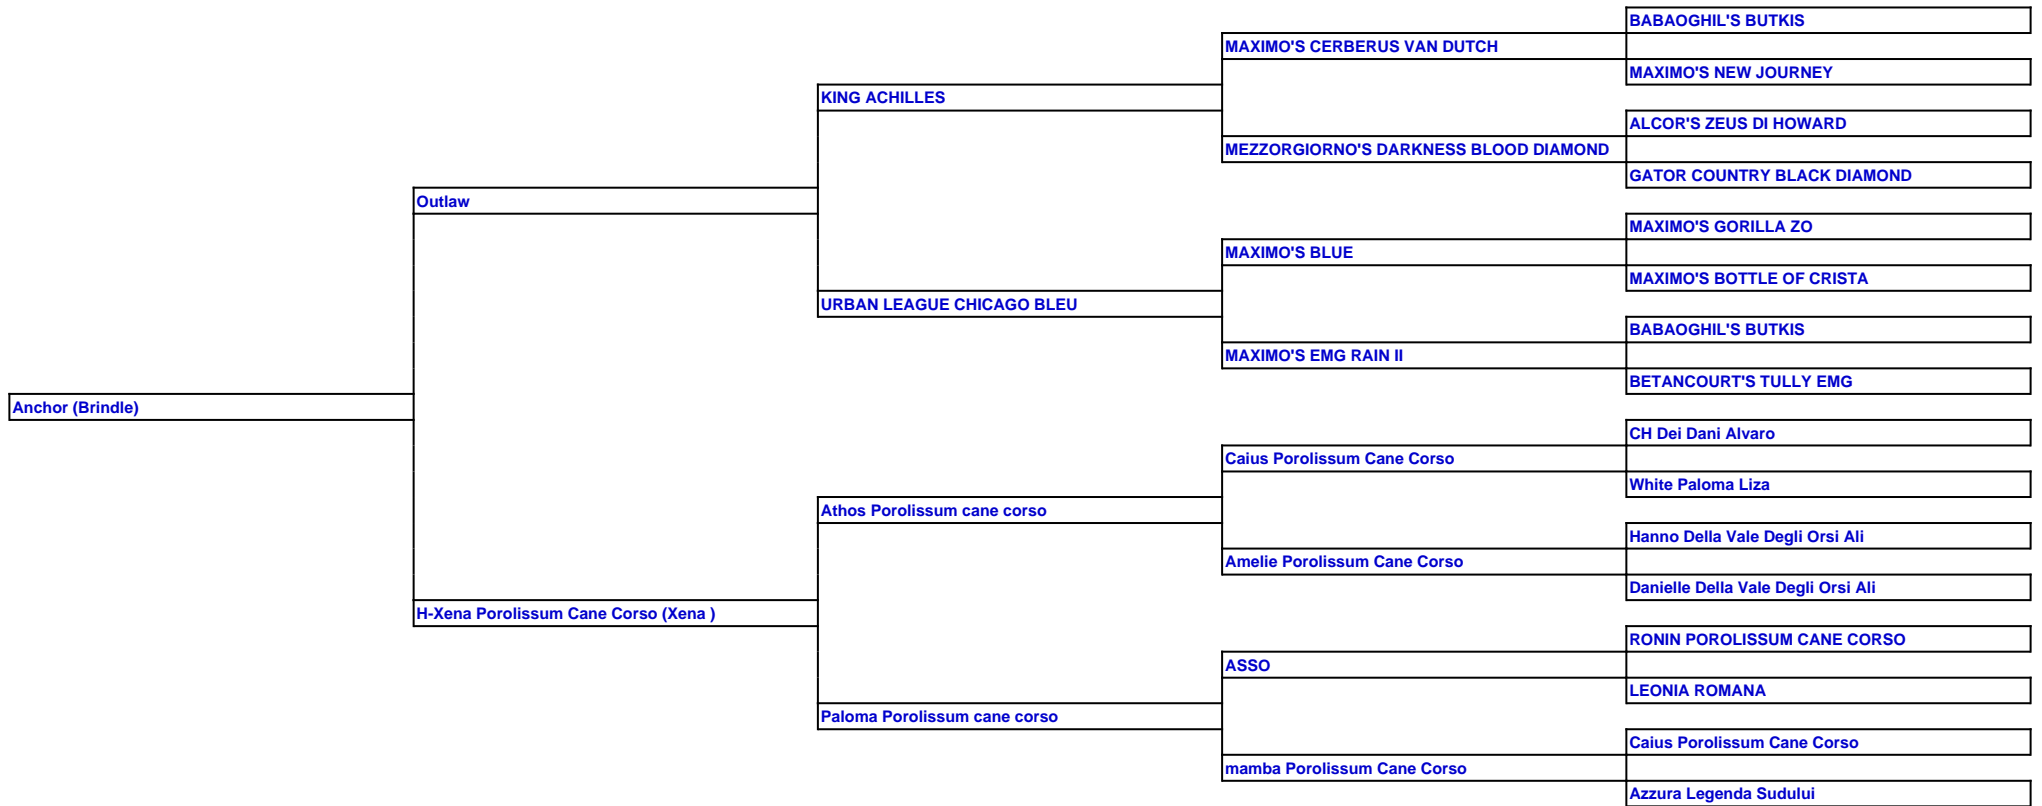 BABAOGHIL'S BUTKIS
MAXIMO'S CERBERUS VAN DUTCH
MAXIMO'S NEW JOURNEY
KING ACHILLES
ALCOR'S ZEUS DI HOWARD
MEZZORGIORNO'S DARKNESS BLOOD DIAMOND
GATOR COUNTRY BLACK DIAMOND
Outlaw
MAXIMO'S GORILLA ZO
MAXIMO'S BLUE
MAXIMO'S BOTTLE OF CRISTA
URBAN LEAGUE CHICAGO BLEU
BABAOGHIL'S BUTKIS
MAXIMO'S EMG RAIN II
BETANCOURT'S TULLY EMG
Anchor (Brindle)
CH Dei Dani Alvaro
Caius Porolissum Cane Corso
White Paloma Liza
Athos Porolissum cane corso
Hanno Della Vale Degli Orsi Ali
Amelie Porolissum Cane Corso
Danielle Della Vale Degli Orsi Ali
H-Xena Porolissum Cane Corso (Xena )
RONIN POROLISSUM CANE CORSO
ASSO
LEONIA ROMANA
Paloma Porolissum cane corso
Caius Porolissum Cane Corso
mamba Porolissum Cane Corso
Azzura Legenda Sudului